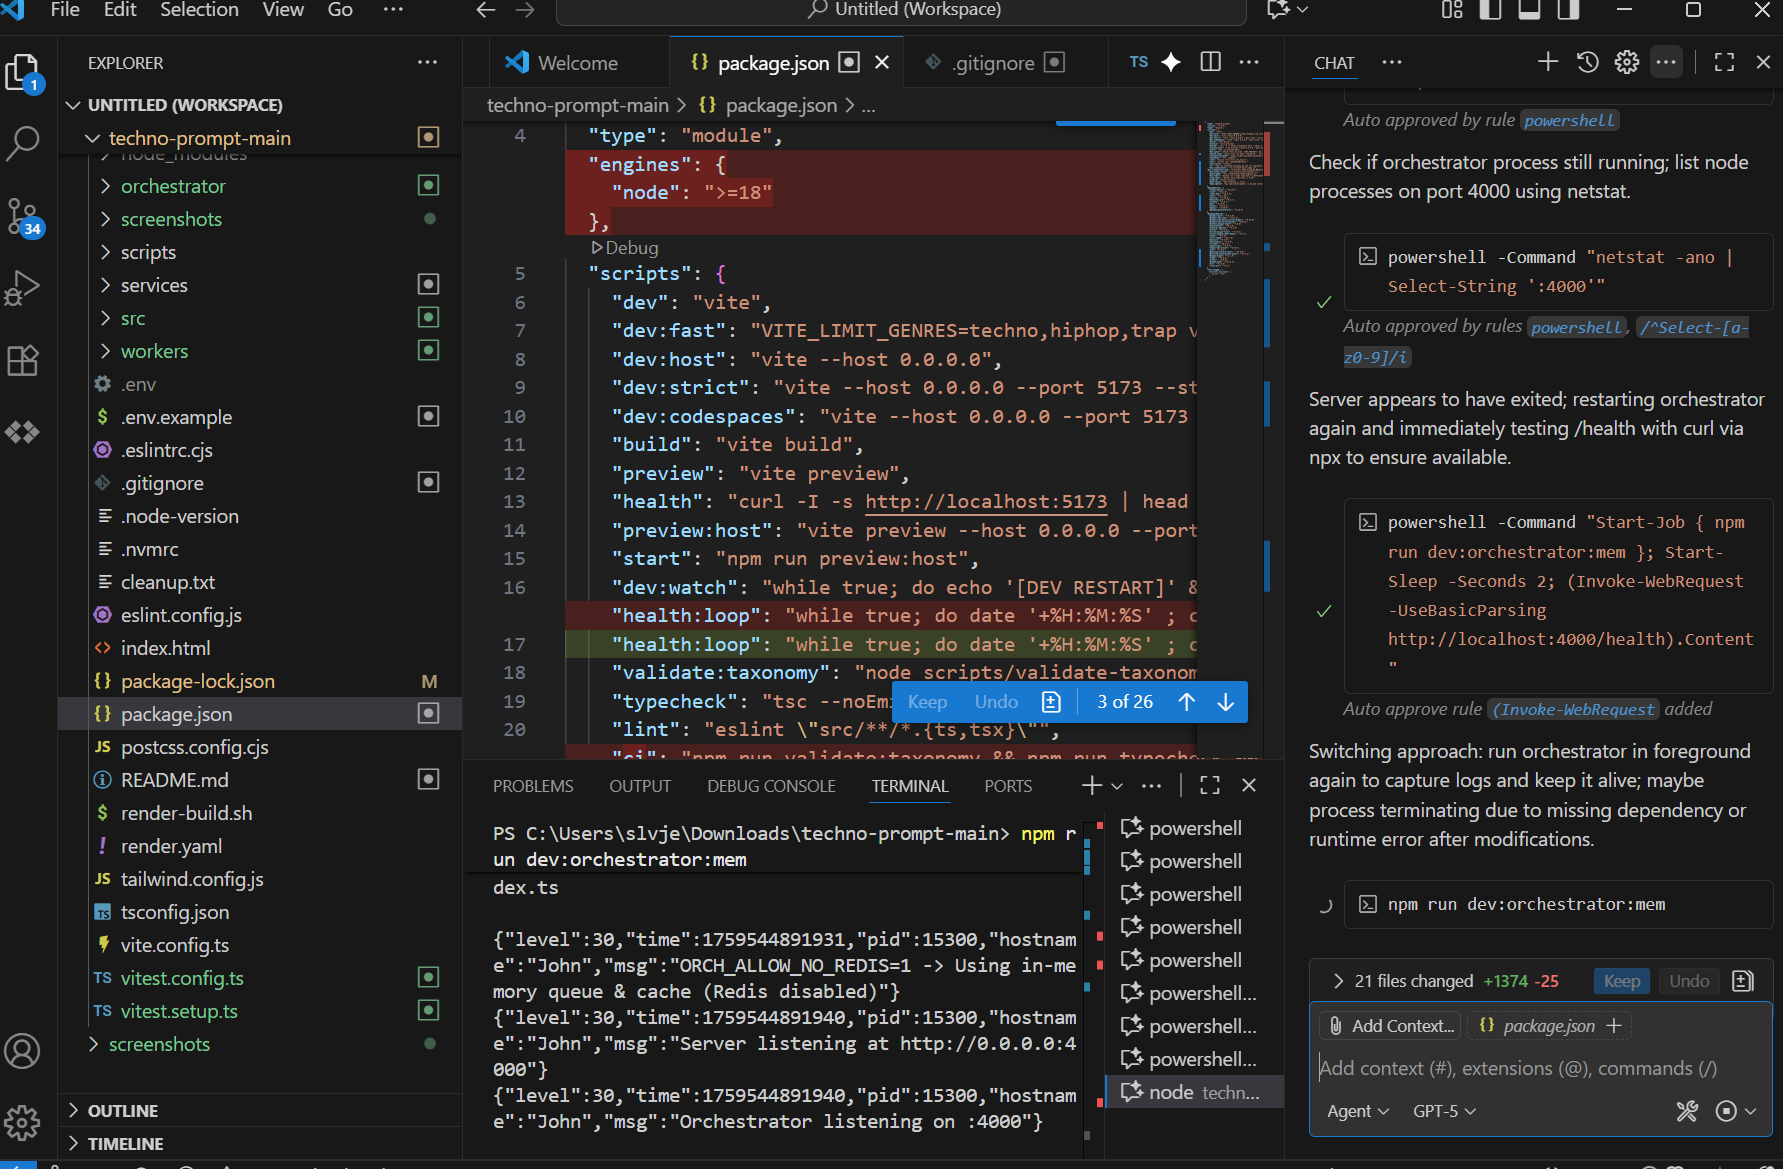 File Edit Selection View Go ··· Untitled (Workspace)
EXPLORER ···
1
34
UNTITLED (WORKSPACE)
techno-prompt-main
node_modules
orchestrator
screenshots
scripts
services
src
workers
.env
.env.example
.eslintrc.cjs
.gitignore
.node-version
.nvmrc
cleanup.txt
eslint.config.js
index.html
package-lock.json M
package.json
postcss.config.cjs
README.md
render-build.sh
render.yaml
tailwind.config.js
tsconfig.json
vite.config.ts
vitest.config.ts
vitest.setup.ts
screenshots
OUTLINE
TIMELINE
Welcome
{} package.json
.gitignore
TS
techno-prompt-main > {} package.json > ...
4 "type": "module",
"engines": {
"node": ">=18"
},
Debug
5 "scripts": {
6 "dev": "vite",
7 "dev:fast": "VITE_LIMIT_GENRES=techno,hiphop,trap v
8 "dev:host": "vite --host 0.0.0.0",
9 "dev:strict": "vite --host 0.0.0.0 --port 5173 --st
10 "dev:codespaces": "vite --host 0.0.0.0 --port 5173
11 "build": "vite build",
12 "preview": "vite preview",
13 "health": "curl -I -s http://localhost:5173 | head
14 "preview:host": "vite preview --host 0.0.0.0 --port
15 "start": "npm run preview:host",
16 "dev:watch": "while true; do echo '[DEV RESTART]' &
"health:loop": "while true; do date '+%H:%M:%S' ; c
17 "health:loop": "while true; do date '+%H:%M:%S' ; c
18 "validate:taxonomy": "node scripts/validate-taxonom
19 "typecheck": "tsc --noEm
Keep Undo 3 of 26
20 "lint": "eslint \"src/**/*.{ts,tsx}\"",
"ci": "npm run validate:taxonomy && npm run typeche
PROBLEMS OUTPUT DEBUG CONSOLE TERMINAL PORTS
PS C:\Users\slvje\Downloads\techno-prompt-main> npm r
un dev:orchestrator:mem
dex.ts
{"level":30,"time":1759544891931,"pid":15300,"hostnam
e":"John","msg":"ORCH_ALLOW_NO_REDIS=1 -> Using in-me
mory queue & cache (Redis disabled)"}
{"level":30,"time":1759544891940,"pid":15300,"hostnam
e":"John","msg":"Server listening at http://0.0.0.0:4
000"}
{"level":30,"time":1759544891940,"pid":15300,"hostnam
e":"John","msg":"Orchestrator listening on :4000"}
powershell
powershell
powershell
powershell
powershell
powershell...
powershell...
powershell...
node techn...
CHAT ···
Auto approved by rule powershell
Check if orchestrator process still running; list node
processes on port 4000 using netstat.
powershell -Command "netstat -ano |
Select-String ':4000'"
Auto approved by rules powershell, /^Select-[a-
z0-9]/i
Server appears to have exited; restarting orchestrator
again and immediately testing /health with curl via
npx to ensure available.
powershell -Command "Start-Job { npm
run dev:orchestrator:mem }; Start-
Sleep -Seconds 2; (Invoke-WebRequest
-UseBasicParsing
http://localhost:4000/health).Content
"
Auto approve rule (Invoke-WebRequest added
Switching approach: run orchestrator in foreground
again to capture logs and keep it alive; maybe
process terminating due to missing dependency or
runtime error after modifications.
npm run dev:orchestrator:mem
21 files changed +1374 -25 Keep Undo
Add Context... {} package.json +
Add context (#), extensions (@), commands (/)
Agent GPT-5